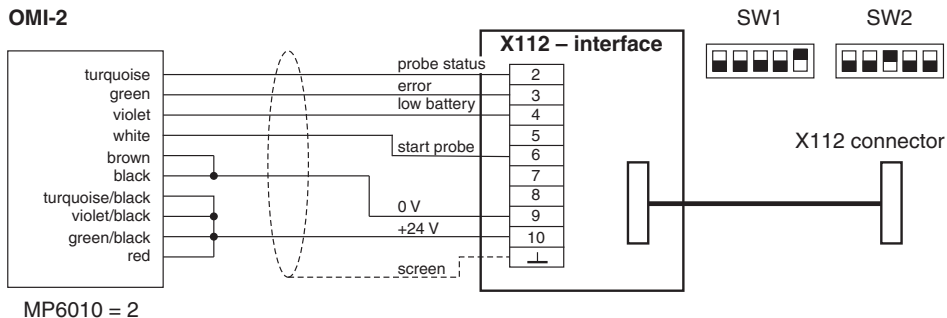 OMI-2
SW1
SW2
X112 – interface
X112 connector
turquoise
green
violet
white
brown
black
turquoise/black
violet/black
green/black
red
probe status
error
low battery
start probe
0 V
+24 V
screen
2
3
4
5
6
7
8
9
10
MP6010 = 2